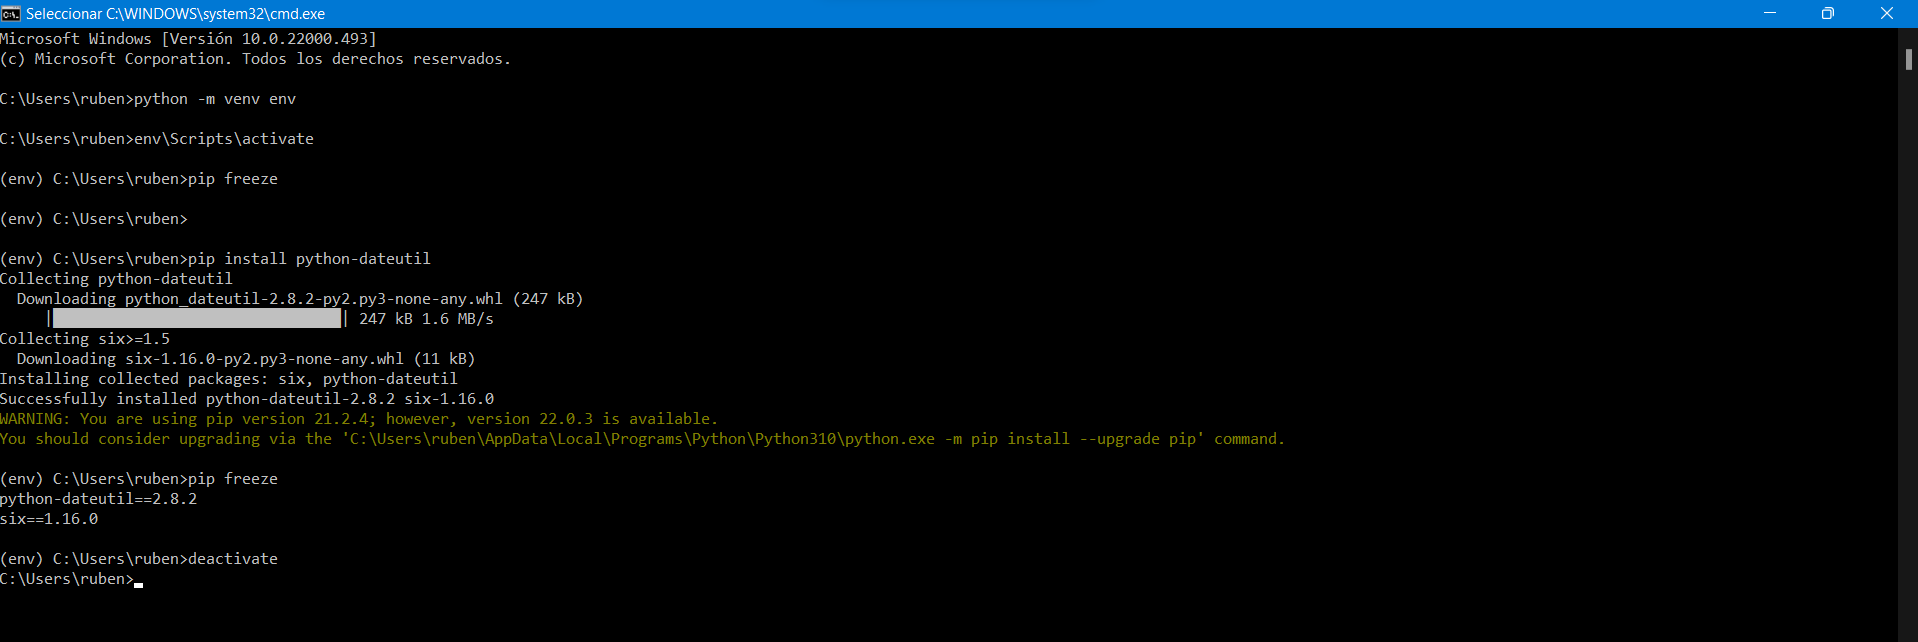 Seleccionar C:\WINDOWS\system32\cmd.exe
Microsoft Windows [Versión 10.0.22000.493]
(c) Microsoft Corporation. Todos los derechos reservados.
C:\Users\ruben>python -m venv env
C:\Users\ruben>env\Scripts\activate
(env) C:\Users\ruben>pip freeze
(env) C:\Users\ruben>
(env) C:\Users\ruben>pip install python-dateutil
Collecting python-dateutil
  Downloading python_dateutil-2.8.2-py2.py3-none-any.whl (247 kB)
     |████████████████████████████████| 247 kB 1.6 MB/s
Collecting six>=1.5
  Downloading six-1.16.0-py2.py3-none-any.whl (11 kB)
Installing collected packages: six, python-dateutil
Successfully installed python-dateutil-2.8.2 six-1.16.0
WARNING: You are using pip version 21.2.4; however, version 22.0.3 is available.
You should consider upgrading via the 'C:\Users\ruben\AppData\Local\Programs\Python\Python310\python.exe -m pip install --upgrade pip' command.
(env) C:\Users\ruben>pip freeze
python-dateutil==2.8.2
six==1.16.0
(env) C:\Users\ruben>deactivate
C:\Users\ruben>